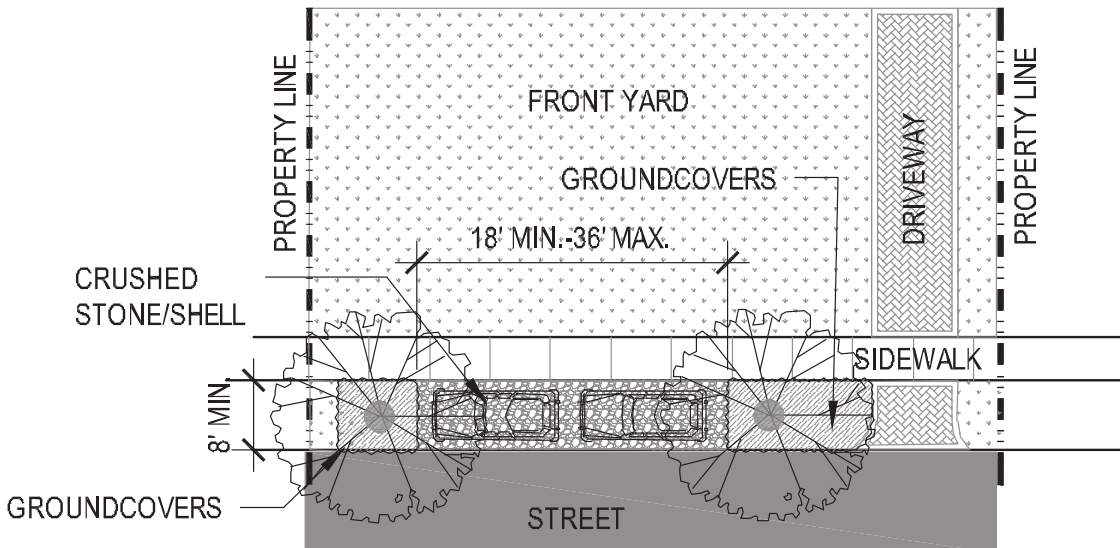 PROPERTY LINE
FRONT YARD
GROUNDCOVERS
DRIVEWAY
PROPERTY LINE
18' MIN.-36' MAX.
CRUSHED
STONE/SHELL
SIDEWALK
8' MIN.
GROUNDCOVERS
STREET